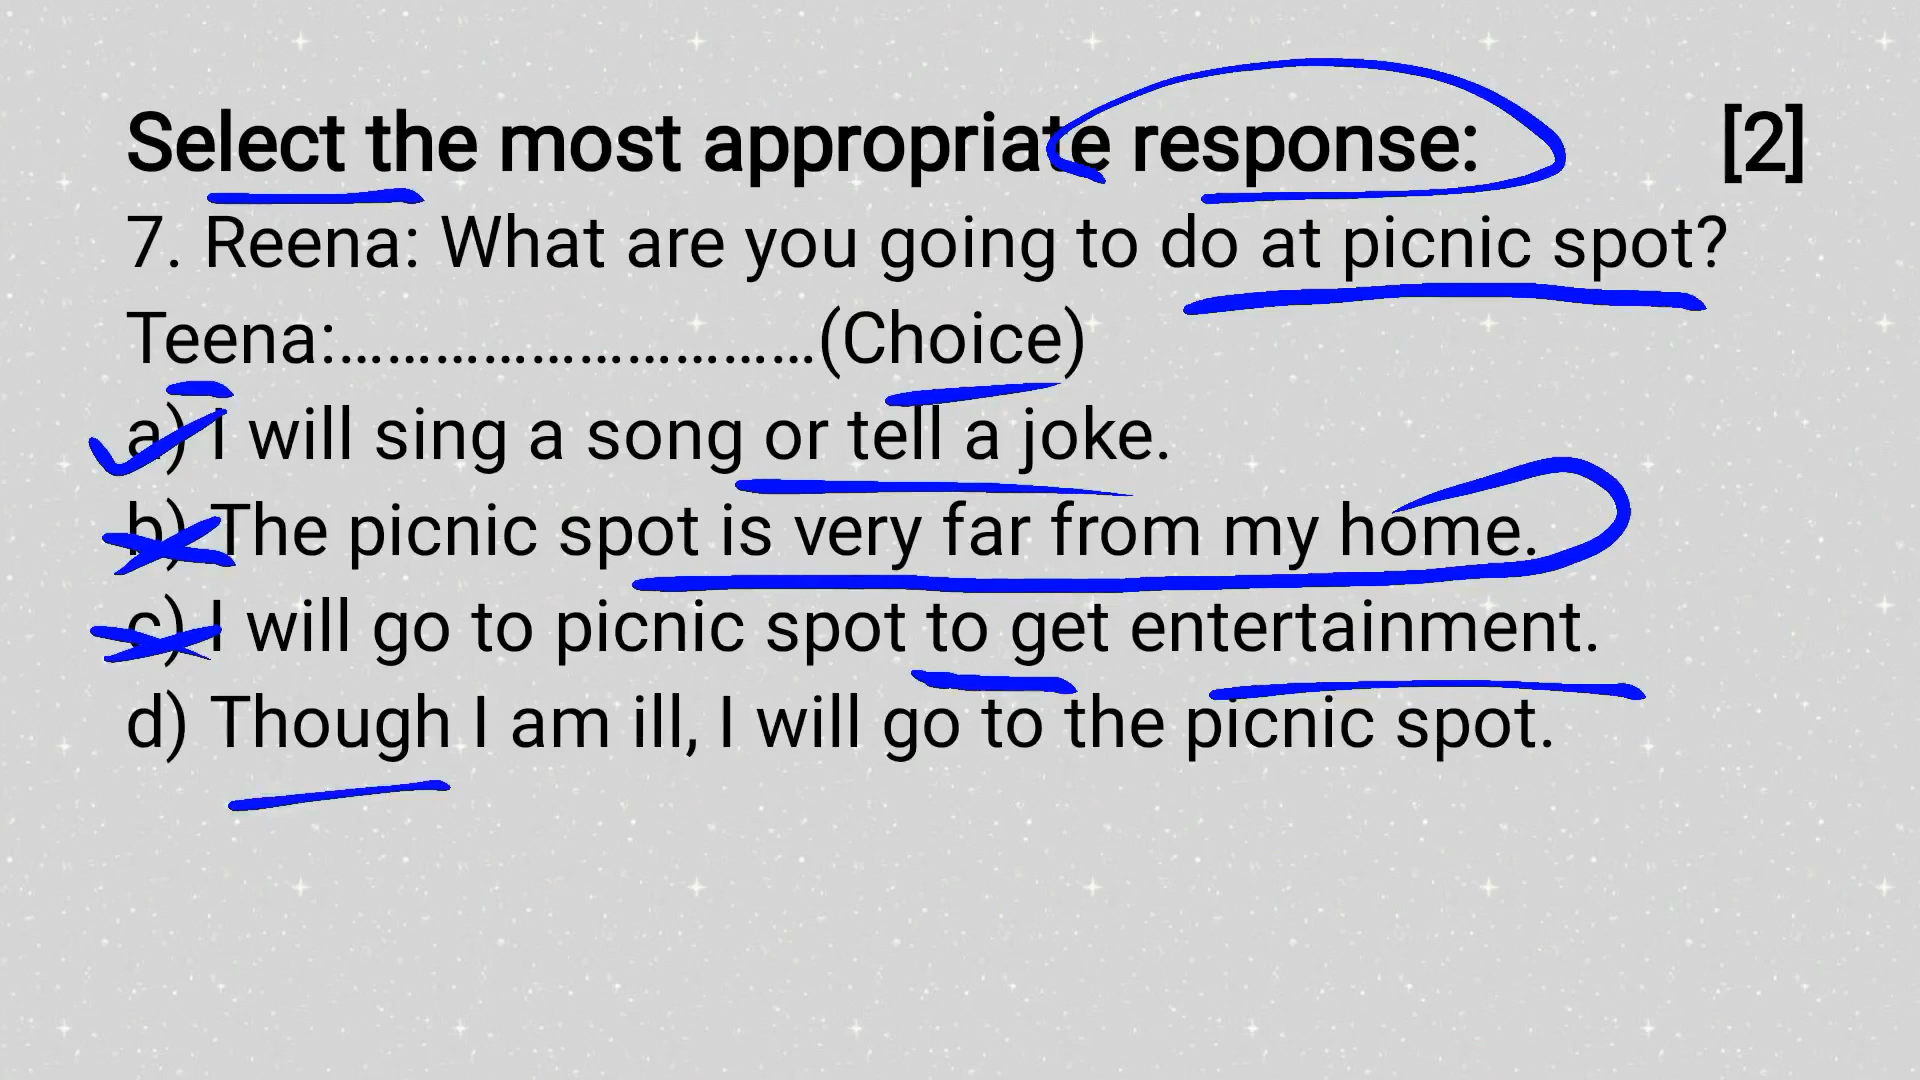 Select the most appropriate response: [2]
7. Reena: What are you going to do at picnic spot?
Teena:..............................(Choice)
a) I will sing a song or tell a joke.
b) The picnic spot is very far from my home.
c) I will go to picnic spot to get entertainment.
d) Though I am ill, I will go to the picnic spot.